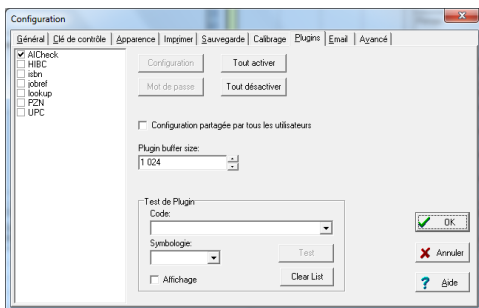 Configuration
Général
Clé de contrôle
Apparence
Imprimer
Sauvegarde
Calibrage
Plugins
Email
Avancé
AICheck
HIBC
isbn
jobref
lookup
PZN
UPC
Configuration
Tout activer
Mot de passe
Tout désactiver
Configuration partagée par tous les utilisateurs
Plugin buffer size:
1 024
Test de Plugin
Code:
Symbologie:
Test
Affichage
Clear List
OK
Annuler
Aide